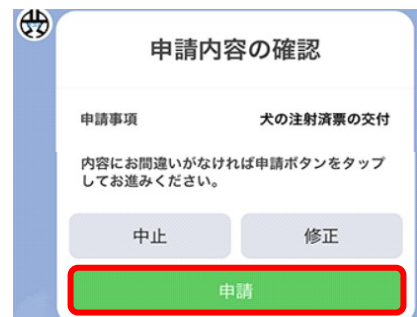 申請内容の確認
申請事項 犬の注射済票の交付
内容にお間違いがなければ申請ボタンをタップ
してお進みください。
中止 修正
申請